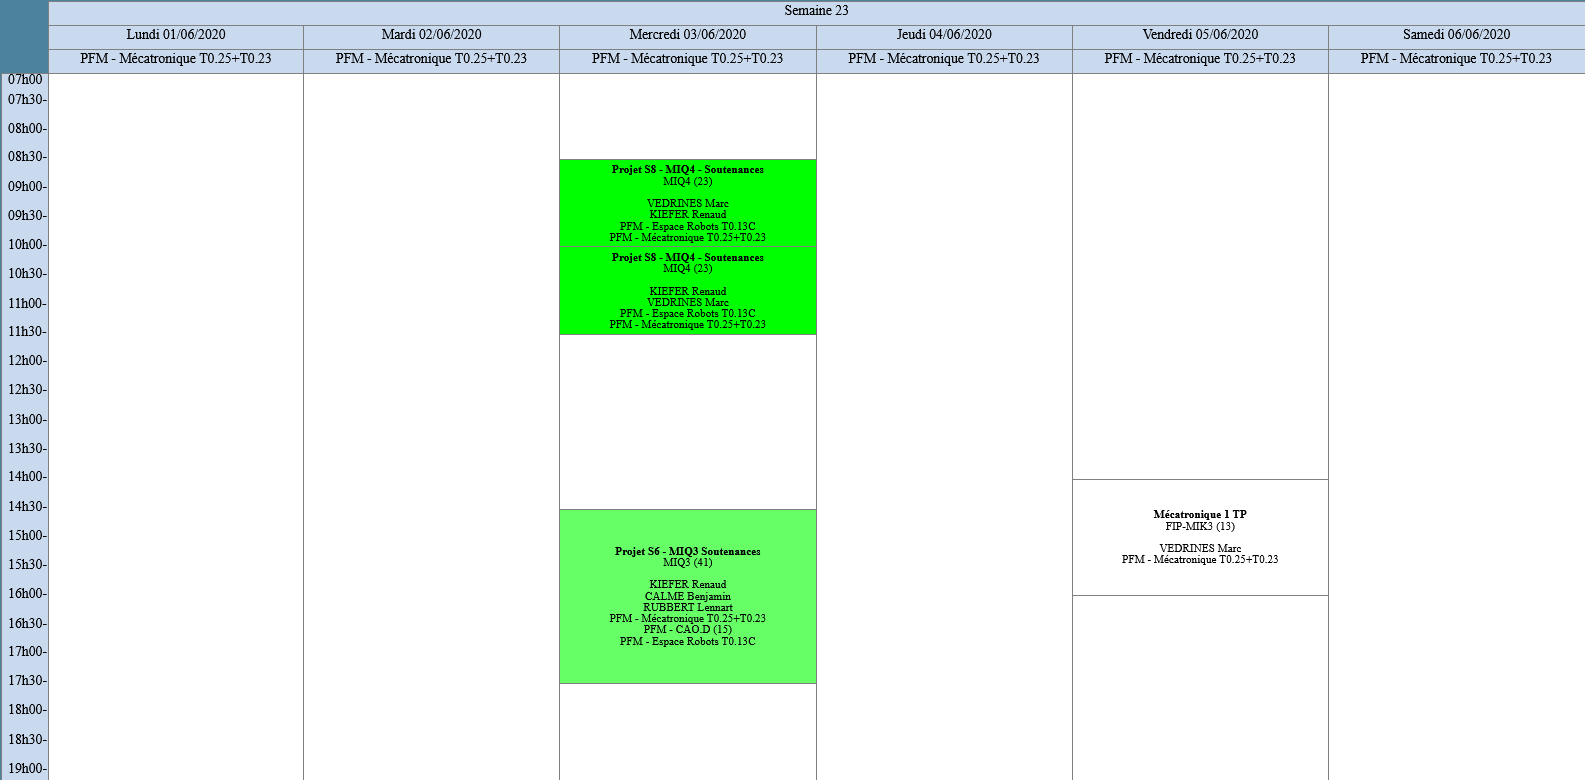 Semaine 23
Lundi 01/06/2020
Mardi 02/06/2020
Mercredi 03/06/2020
Jeudi 04/06/2020
Vendredi 05/06/2020
Samedi 06/06/2020
PFM - Mécatronique T0.25+T0.23
PFM - Mécatronique T0.25+T0.23
PFM - Mécatronique T0.25+T0.23
PFM - Mécatronique T0.25+T0.23
PFM - Mécatronique T0.25+T0.23
PFM - Mécatronique T0.25+T0.23
07h00
07h30-
08h00-
08h30-
09h00-
09h30-
10h00-
10h30-
11h00-
11h30-
12h00-
12h30-
13h00-
13h30-
14h00-
14h30-
15h00-
15h30-
16h00-
16h30-
17h00-
17h30-
18h00-
18h30-
19h00-
Projet S8 - MIQ4 - Soutenances
MIQ4 (23)
VEDRINES Marc
KIEFER Renaud
PFM - Espace Robots T0.13C
PFM - Mécatronique T0.25+T0.23
Projet S8 - MIQ4 - Soutenances
MIQ4 (23)
KIEFER Renaud
VEDRINES Marc
PFM - Espace Robots T0.13C
PFM - Mécatronique T0.25+T0.23
Projet S6 - MIQ3 Soutenances
MIQ3 (41)
KIEFER Renaud
CALME Benjamin
RUBBERT Lennart
PFM - Mécatronique T0.25+T0.23
PFM - CAO.D (15)
PFM - Espace Robots T0.13C
Mécatronique 1 TP
FIP-MIK3 (13)
VEDRINES Marc
PFM - Mécatronique T0.25+T0.23